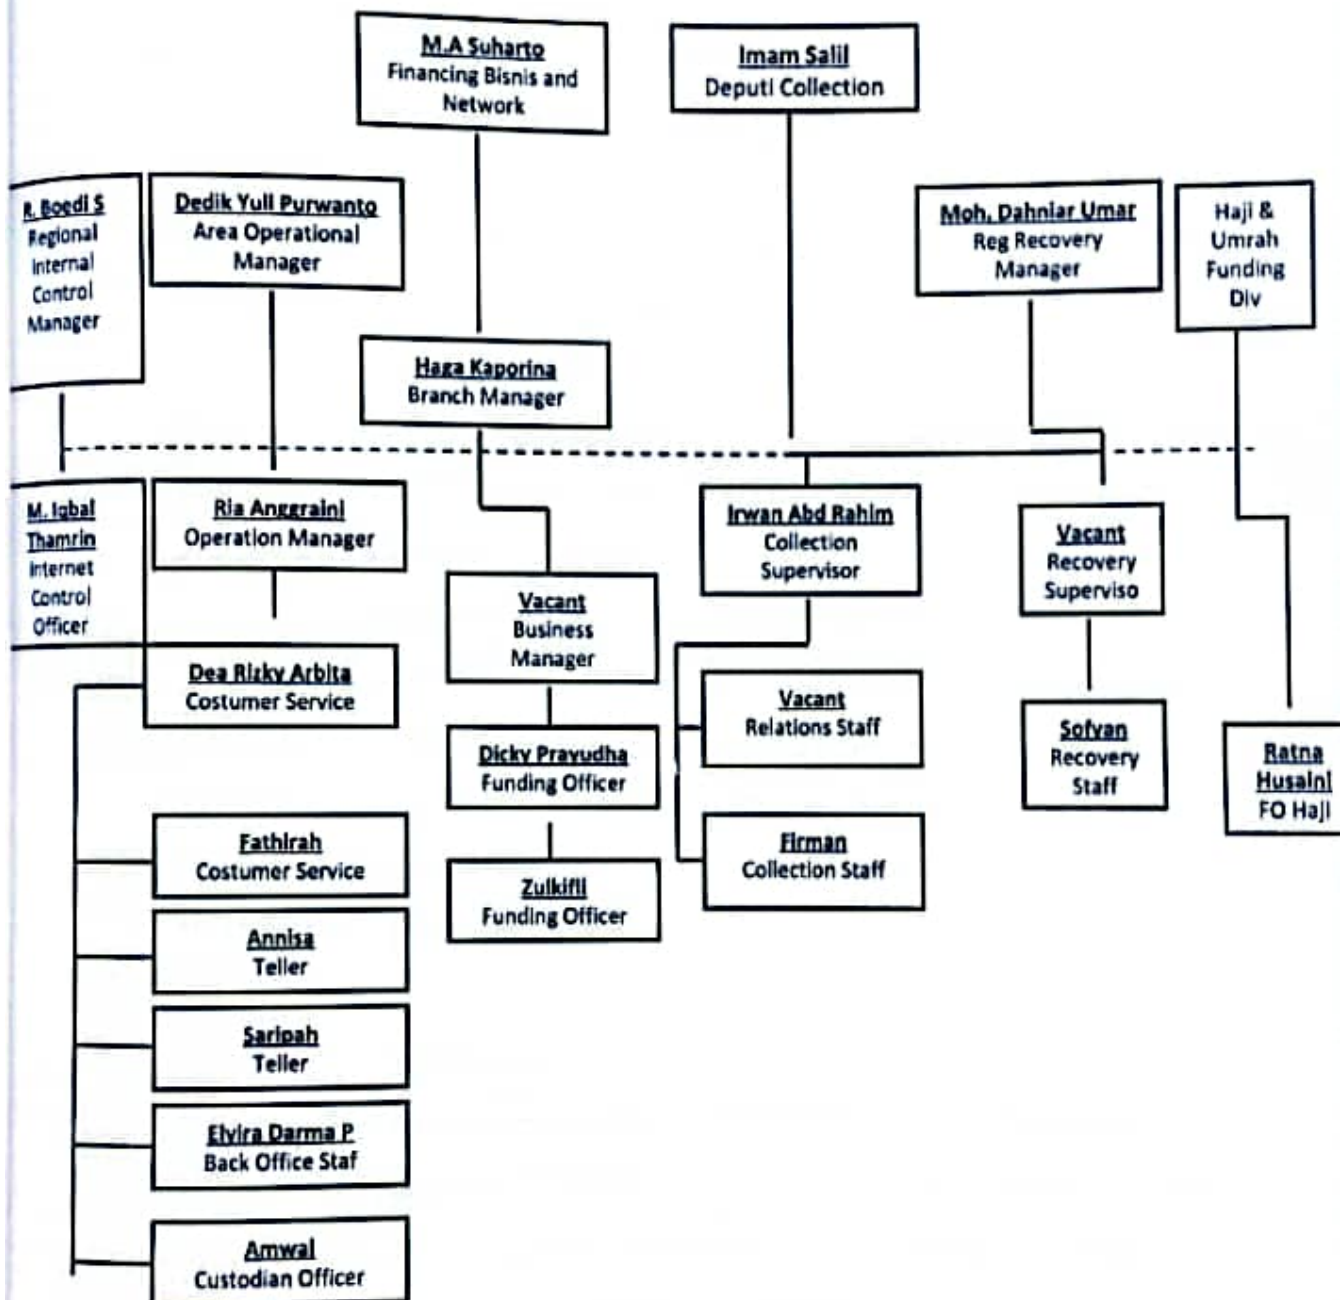 M.A Suharto
Financing Bisnis and
Network
Imam Salil
Deputi Collection
R. Boedi S
Regional
Internal
Control
Manager
Dedik Yuli Purwanto
Area Operational
Manager
Moh. Dahniar Umar
Reg Recovery
Manager
Haji &
Umrah
Funding
Div
Haga Kaporina
Branch Manager
M. Iqbal
Thamrin
Internet
Control
Officer
Ria Anggraini
Operation Manager
Irwan Abd Rahim
Collection
Supervisor
Vacant
Recovery
Superviso
Vacant
Business
Manager
Dea Rizky Arbita
Costumer Service
Vacant
Relations Staff
Sofyan
Recovery
Staff
Ratna
Husaini
FO Haji
Dicky Prayudha
Funding Officer
Fathirah
Costumer Service
Firman
Collection Staff
Zulkifli
Funding Officer
Annisa
Teller
Saripah
Teller
Elvira Darma P
Back Office Staf
Amwal
Custodian Officer